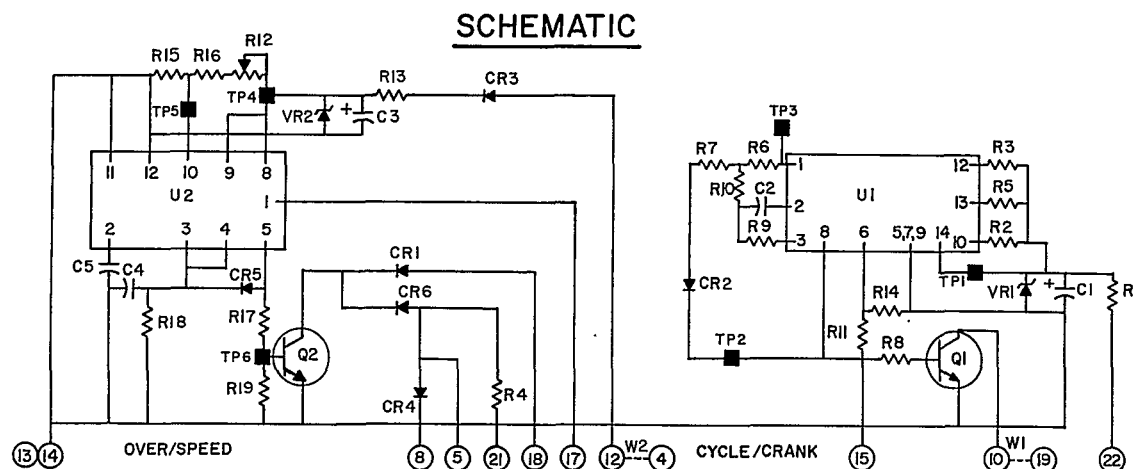 SCHEMATIC
R15 R16 R12
R13 CR3
TP5 TP4 VR2 + C3
11 12 10 9 8
U2
1
2 3 4 5
C5 C4 CR5
R18 R17
TP6 Q2
R19
CR1
CR6
CR4 R4
TP3
R7 R6 1 12 R3
R10 C2 2 U1 13 R5
R9 3 8 6 5,7,9 14 10 R2
CR2 R14 TP1 VR1 + C1 R
R11
TP2 R8 Q1
13 14 OVER/SPEED 8 5 21 18 17 12 W2 4 CYCLE/CRANK 15 10 W1 19 22